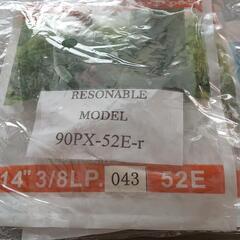 RESONABLE
MODEL
90PX-52E-r
14" 3/8LP. 043 52E